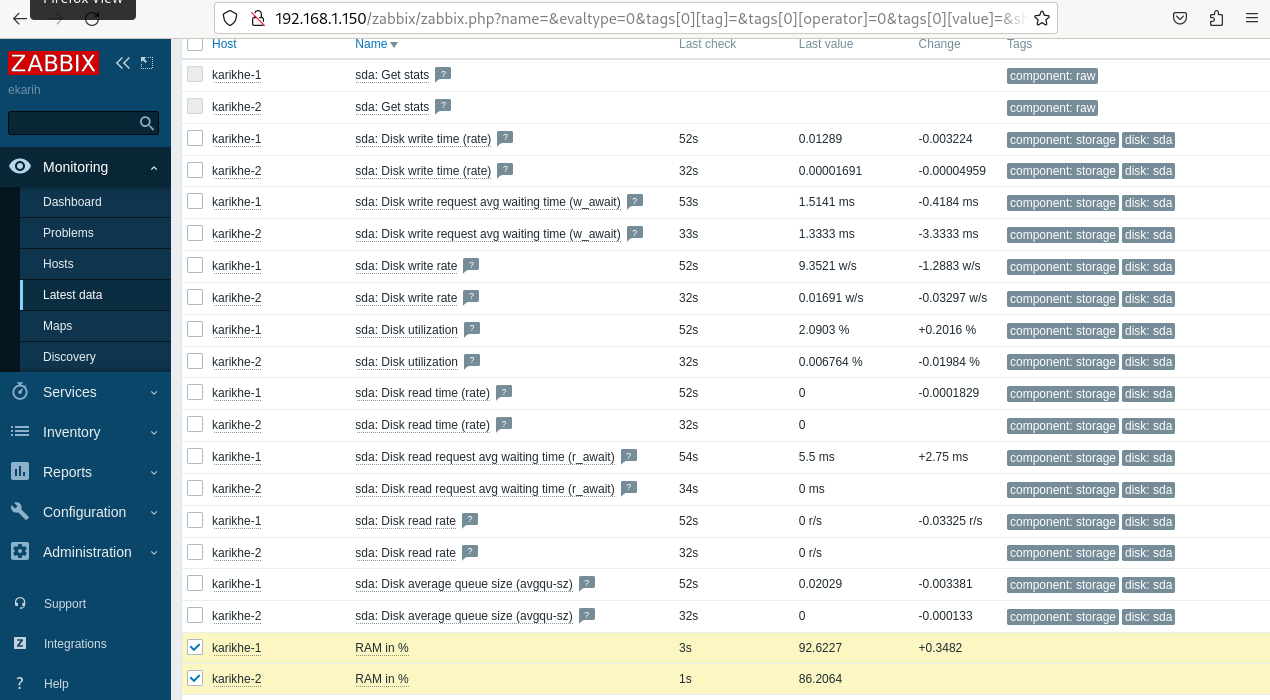 Firefox View
192.168.1.150/zabbix/zabbix.php?name=&evaltype=0&tags[0][tag]=&tags[0][operator]=0&tags[0][value]=&sh
ZABBIX
ekarih
Monitoring
Dashboard
Problems
Hosts
Latest data
Maps
Discovery
Services
Inventory
Reports
Configuration
Administration
Support
Z Integrations
? Help
Host Name Last check Last value Change Tags
karikhe-1 sda: Get stats ? component: raw
karikhe-2 sda: Get stats ? component: raw
karikhe-1 sda: Disk write time (rate) ? 52s 0.01289 -0.003224 component: storage disk: sda
karikhe-2 sda: Disk write time (rate) ? 32s 0.00001691 -0.00004959 component: storage disk: sda
karikhe-1 sda: Disk write request avg waiting time (w_await) ? 53s 1.5141 ms -0.4184 ms component: storage disk: sda
karikhe-2 sda: Disk write request avg waiting time (w_await) ? 33s 1.3333 ms -3.3333 ms component: storage disk: sda
karikhe-1 sda: Disk write rate ? 52s 9.3521 w/s -1.2883 w/s component: storage disk: sda
karikhe-2 sda: Disk write rate ? 32s 0.01691 w/s -0.03297 w/s component: storage disk: sda
karikhe-1 sda: Disk utilization ? 52s 2.0903 % +0.2016 % component: storage disk: sda
karikhe-2 sda: Disk utilization ? 32s 0.006764 % -0.01984 % component: storage disk: sda
karikhe-1 sda: Disk read time (rate) ? 52s 0 -0.0001829 component: storage disk: sda
karikhe-2 sda: Disk read time (rate) ? 32s 0 component: storage disk: sda
karikhe-1 sda: Disk read request avg waiting time (r_await) ? 54s 5.5 ms +2.75 ms component: storage disk: sda
karikhe-2 sda: Disk read request avg waiting time (r_await) ? 34s 0 ms component: storage disk: sda
karikhe-1 sda: Disk read rate ? 52s 0 r/s -0.03325 r/s component: storage disk: sda
karikhe-2 sda: Disk read rate ? 32s 0 r/s component: storage disk: sda
karikhe-1 sda: Disk average queue size (avgqu-sz) ? 52s 0.02029 -0.003381 component: storage disk: sda
karikhe-2 sda: Disk average queue size (avgqu-sz) ? 32s 0 -0.000133 component: storage disk: sda
karikhe-1 RAM in % 3s 92.6227 +0.3482
karikhe-2 RAM in % 1s 86.2064